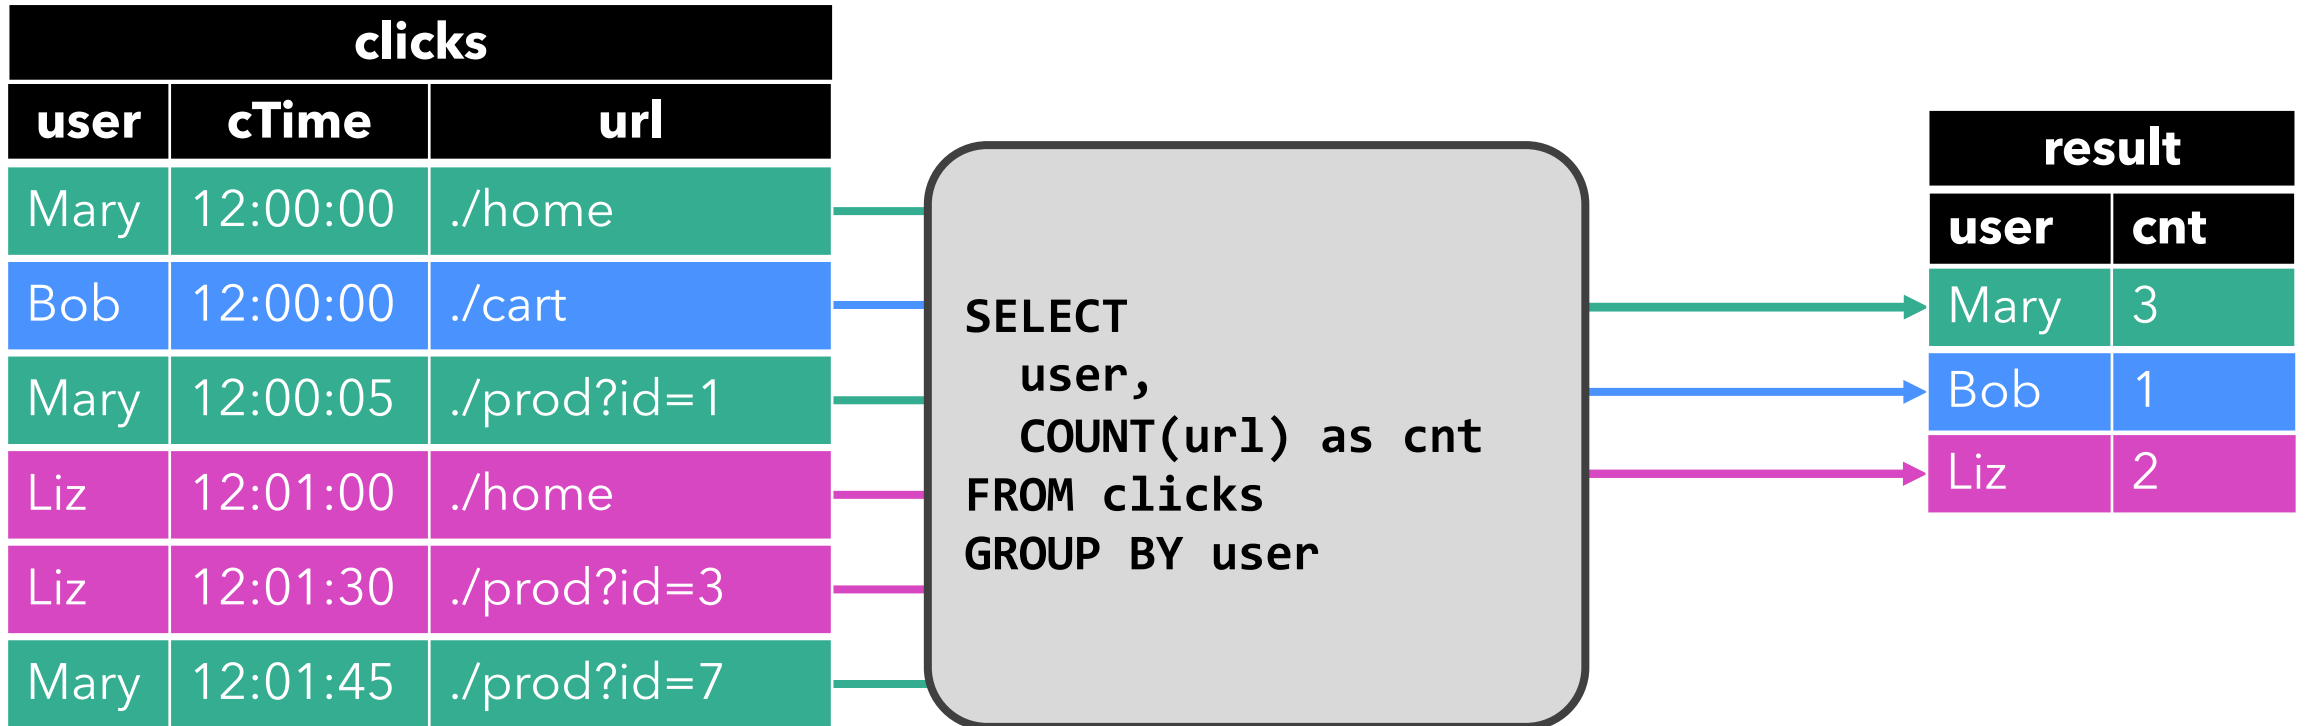 clicks
user cTime url
Mary 12:00:00 ./home
Bob 12:00:00 ./cart
Mary 12:00:05 ./prod?id=1
Liz 12:01:00 ./home
Liz 12:01:30 ./prod?id=3
Mary 12:01:45 ./prod?id=7
SELECT
user,
COUNT(url) as cnt
FROM clicks
GROUP BY user
result
user cnt
Mary 3
Bob 1
Liz 2